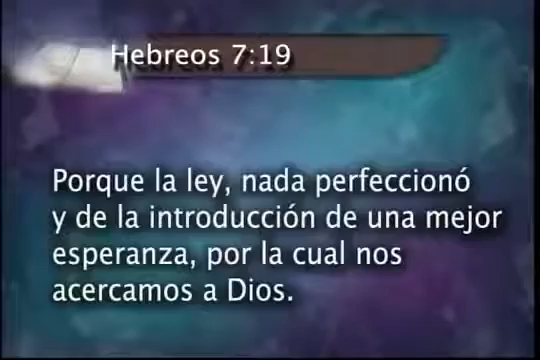 Hebreos 7:19
Porque la ley, nada perfeccionó
y de la introducción de una mejor
esperanza, por la cual nos
acercamos a Dios.